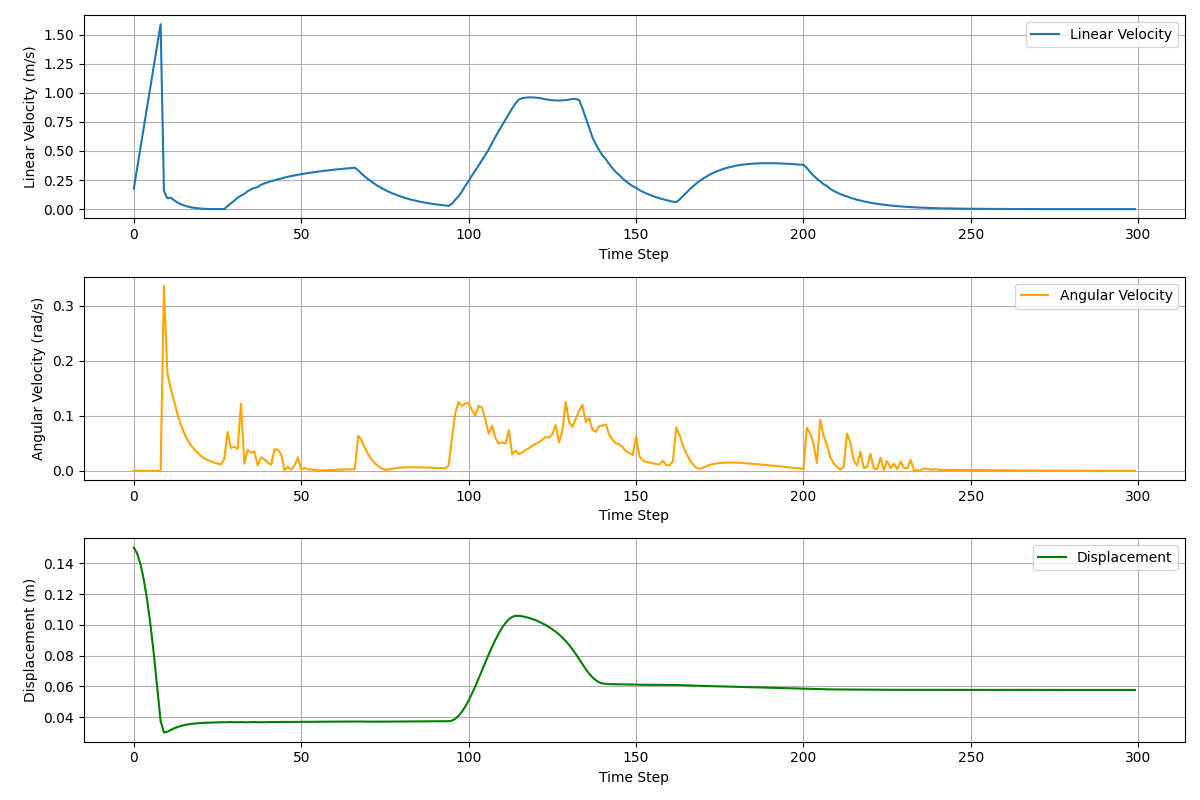 Linear Velocity (m/s)
1.50
1.25
1.00
0.75
0.50
0.25
0.00
Linear Velocity
0 50 100 150 200 250 300
Time Step
Angular Velocity (rad/s)
0.3
0.2
0.1
0.0
Angular Velocity
0 50 100 150 200 250 300
Time Step
Displacement (m)
0.14
0.12
0.10
0.08
0.06
0.04
Displacement
0 50 100 150 200 250 300
Time Step